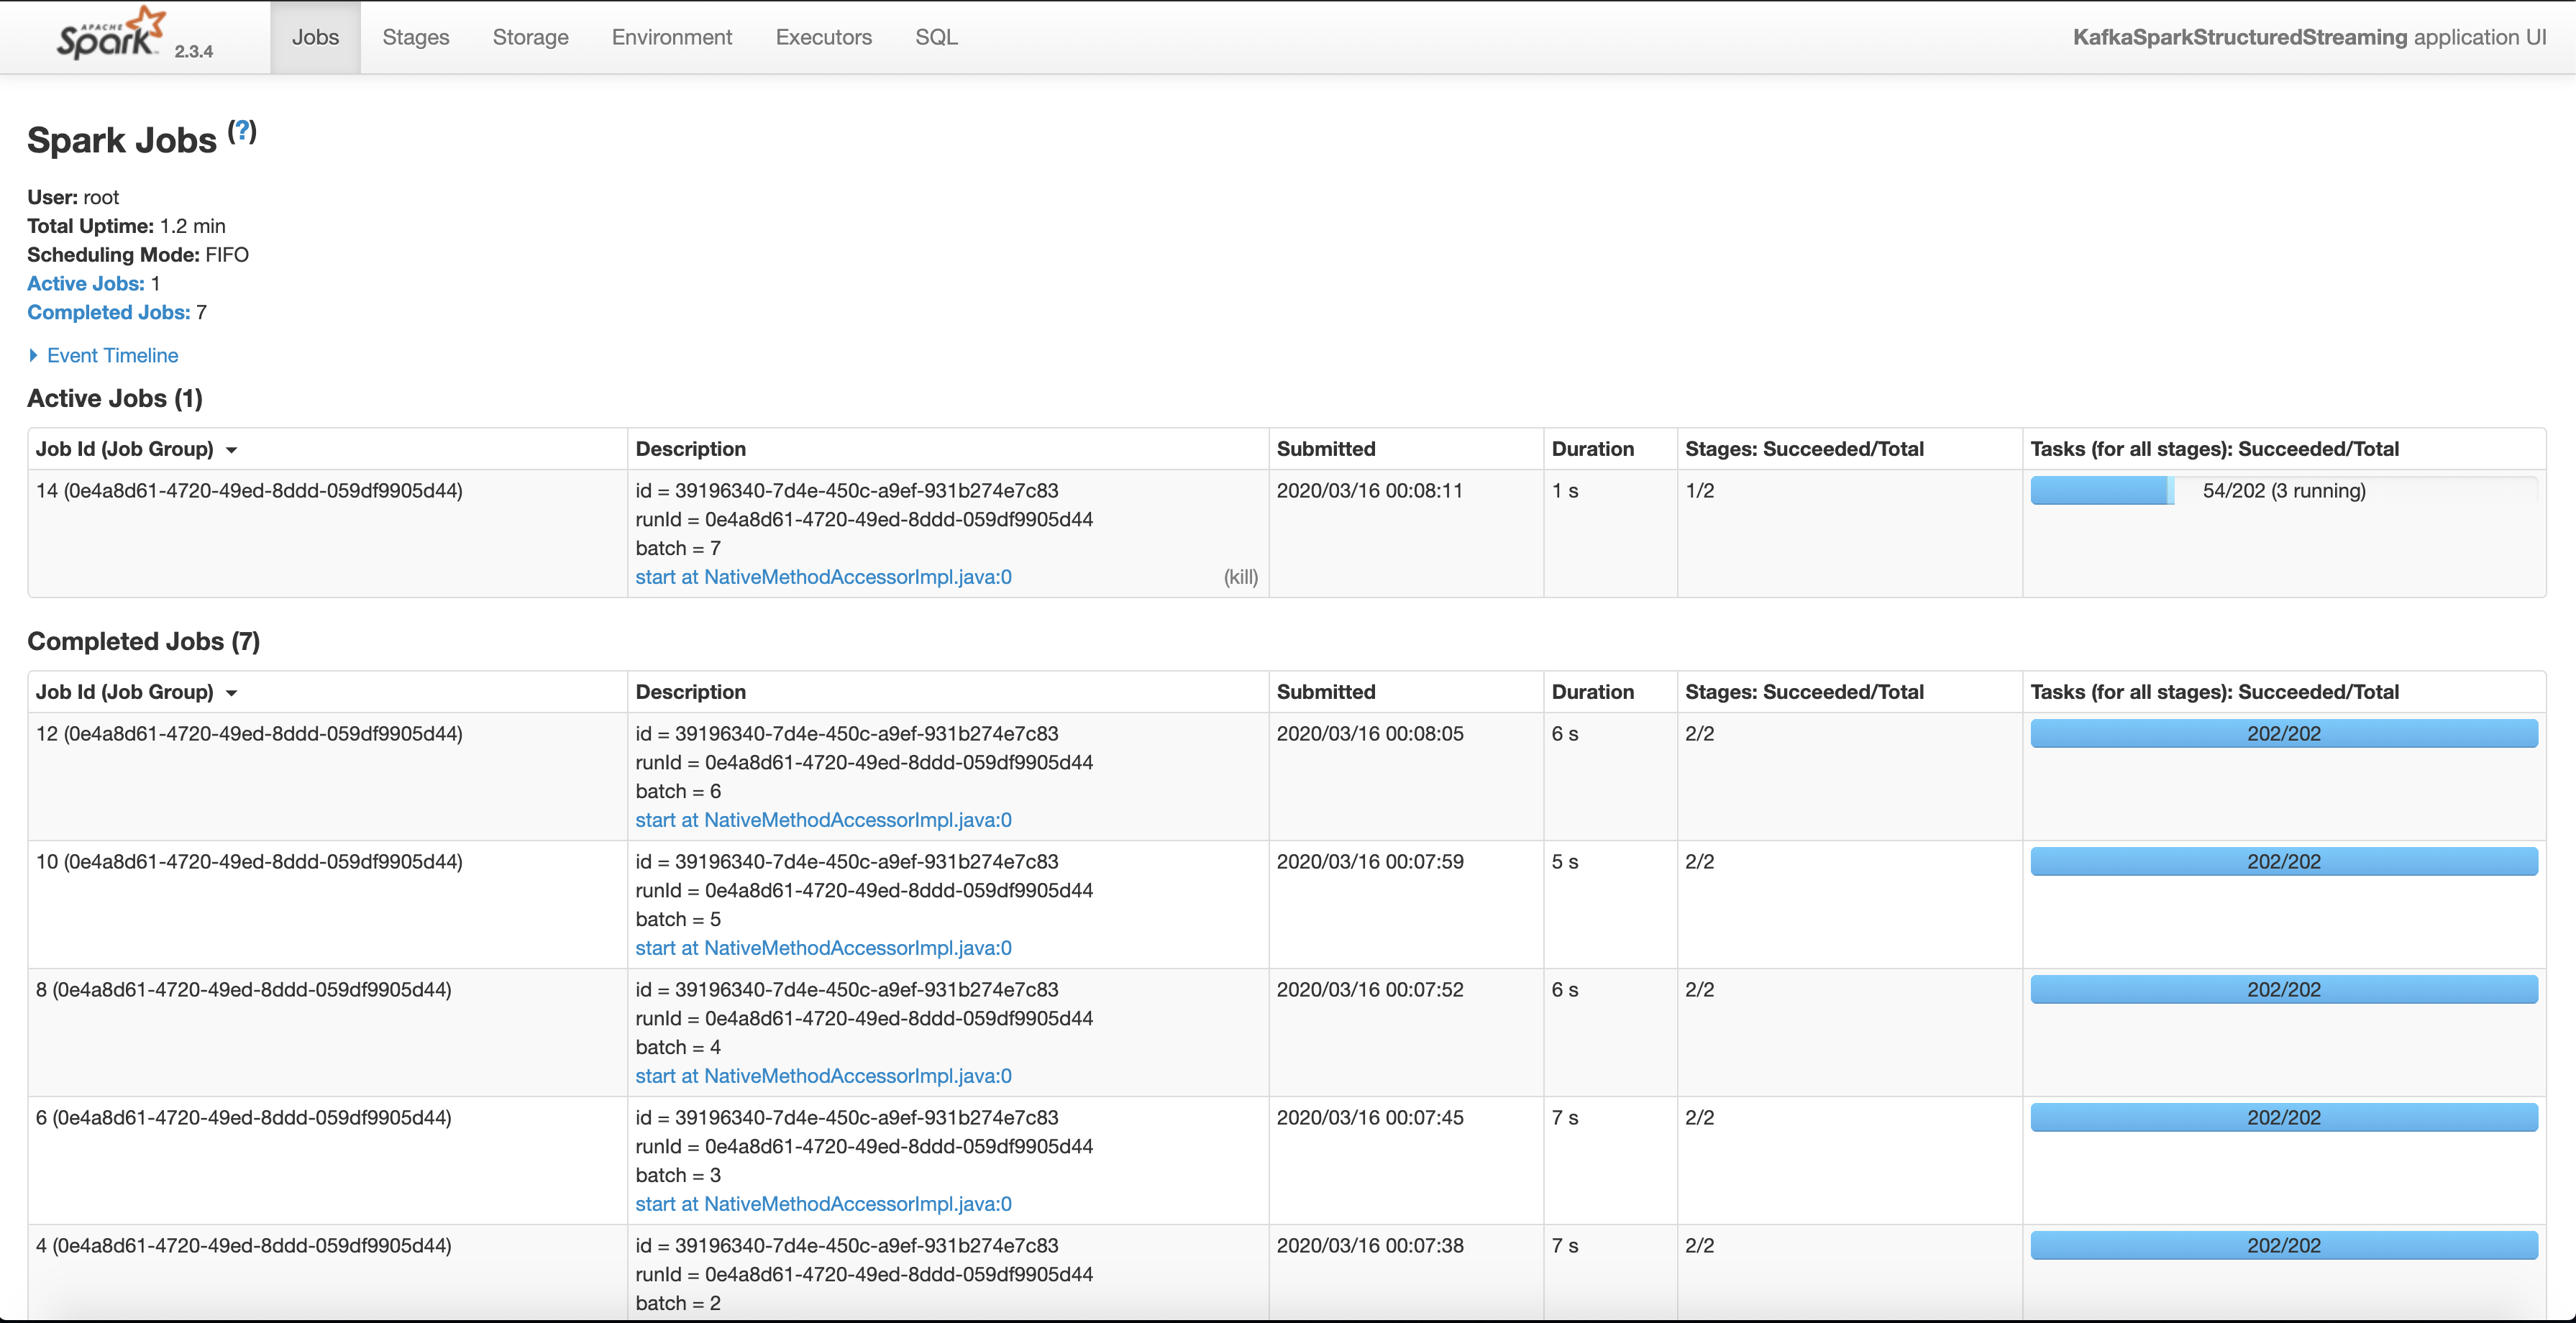 APACHE
Spark 2.3.4 Jobs Stages Storage Environment Executors SQL KafkaSparkStructuredStreaming application UI
Spark Jobs (?)
User: root
Total Uptime: 1.2 min
Scheduling Mode: FIFO
Active Jobs: 1
Completed Jobs: 7
Event Timeline
Active Jobs (1)
Job Id (Job Group) Description Submitted Duration Stages: Succeeded/Total Tasks (for all stages): Succeeded/Total
14 (0e4a8d61-4720-49ed-8ddd-059df9905d44) id = 39196340-7d4e-450c-a9ef-931b274e7c83 2020/03/16 00:08:11 1 s 1/2 54/202 (3 running)
runId = 0e4a8d61-4720-49ed-8ddd-059df9905d44
batch = 7
start at NativeMethodAccessorImpl.java:0 (kill)
Completed Jobs (7)
Job Id (Job Group) Description Submitted Duration Stages: Succeeded/Total Tasks (for all stages): Succeeded/Total
12 (0e4a8d61-4720-49ed-8ddd-059df9905d44) id = 39196340-7d4e-450c-a9ef-931b274e7c83 2020/03/16 00:08:05 6 s 2/2 202/202
runId = 0e4a8d61-4720-49ed-8ddd-059df9905d44
batch = 6
start at NativeMethodAccessorImpl.java:0
10 (0e4a8d61-4720-49ed-8ddd-059df9905d44) id = 39196340-7d4e-450c-a9ef-931b274e7c83 2020/03/16 00:07:59 5 s 2/2 202/202
runId = 0e4a8d61-4720-49ed-8ddd-059df9905d44
batch = 5
start at NativeMethodAccessorImpl.java:0
8 (0e4a8d61-4720-49ed-8ddd-059df9905d44) id = 39196340-7d4e-450c-a9ef-931b274e7c83 2020/03/16 00:07:52 6 s 2/2 202/202
runId = 0e4a8d61-4720-49ed-8ddd-059df9905d44
batch = 4
start at NativeMethodAccessorImpl.java:0
6 (0e4a8d61-4720-49ed-8ddd-059df9905d44) id = 39196340-7d4e-450c-a9ef-931b274e7c83 2020/03/16 00:07:45 7 s 2/2 202/202
runId = 0e4a8d61-4720-49ed-8ddd-059df9905d44
batch = 3
start at NativeMethodAccessorImpl.java:0
4 (0e4a8d61-4720-49ed-8ddd-059df9905d44) id = 39196340-7d4e-450c-a9ef-931b274e7c83 2020/03/16 00:07:38 7 s 2/2 202/202
runId = 0e4a8d61-4720-49ed-8ddd-059df9905d44
batch = 2